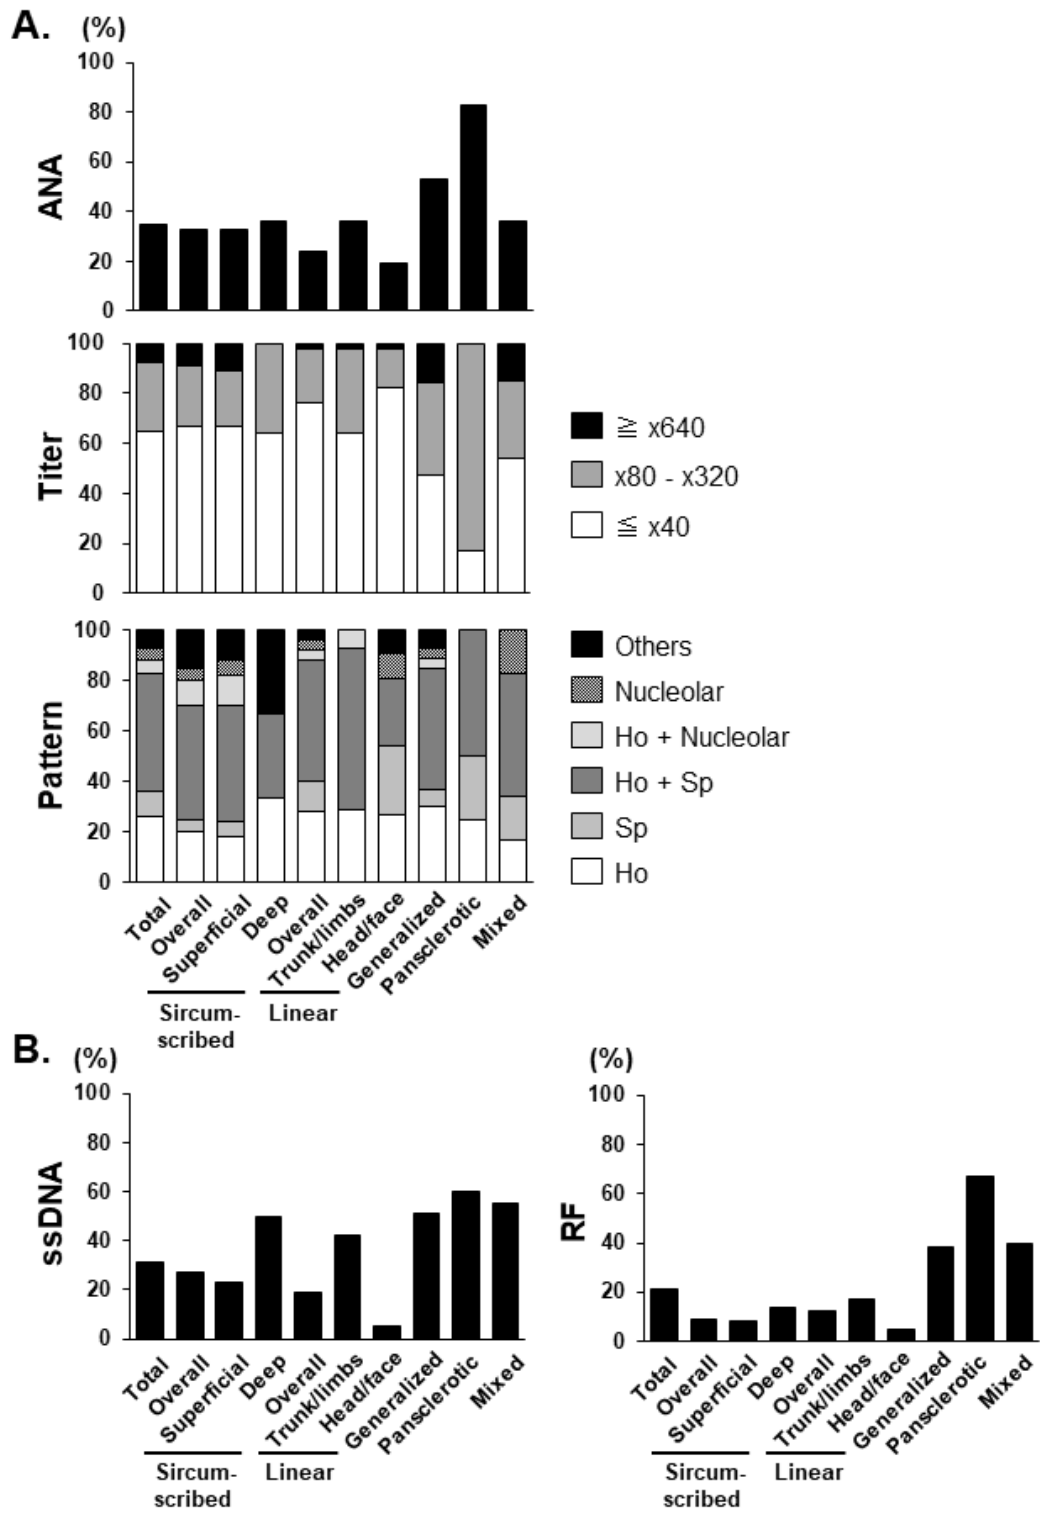 A.
(%)
100
80
60
40
20
0
ANA
100
80
60
40
20
0
Titer
≧ x640
x80 - x320
≦ x40
100
80
60
40
20
0
Pattern
Others
Nucleolar
Ho + Nucleolar
Ho + Sp
Sp
Ho
Total
Overall
Superficial
Deep
Overall
Trunk/limbs
Head/face
Generalized
Pansclerotic
Mixed
Sircum-
scribed
Linear
B.
(%)
100
80
60
40
20
0
ssDNA
Total
Overall
Superficial
Deep
Overall
Trunk/limbs
Head/face
Generalized
Pansclerotic
Mixed
Sircum-
scribed
Linear
(%)
100
80
60
40
20
0
RF
Total
Overall
Superficial
Deep
Overall
Trunk/limbs
Head/face
Generalized
Pansclerotic
Mixed
Sircum-
scribed
Linear